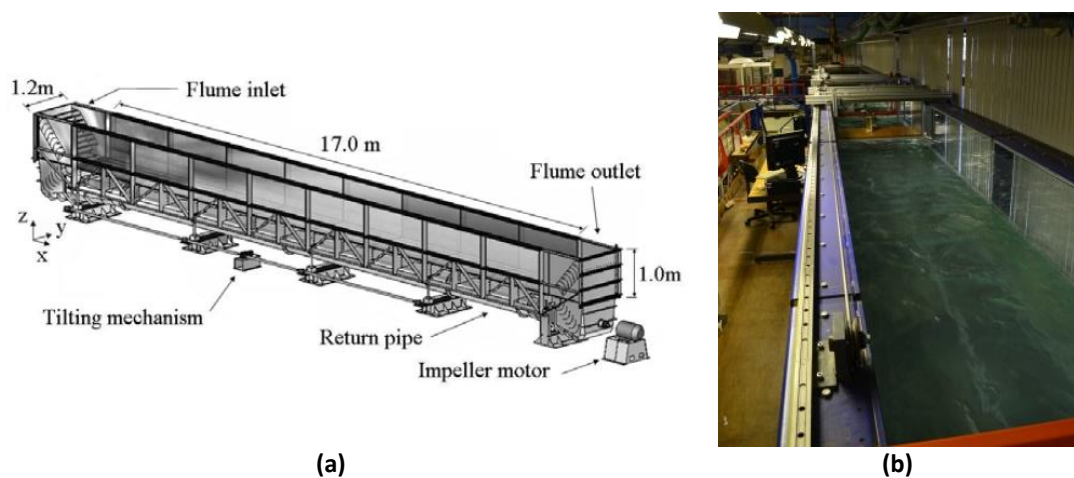 1.2m
Flume inlet
17.0 m
Flume outlet
z
y
x
1.0m
Tilting mechanism
Return pipe
Impeller motor
(a)
(b)